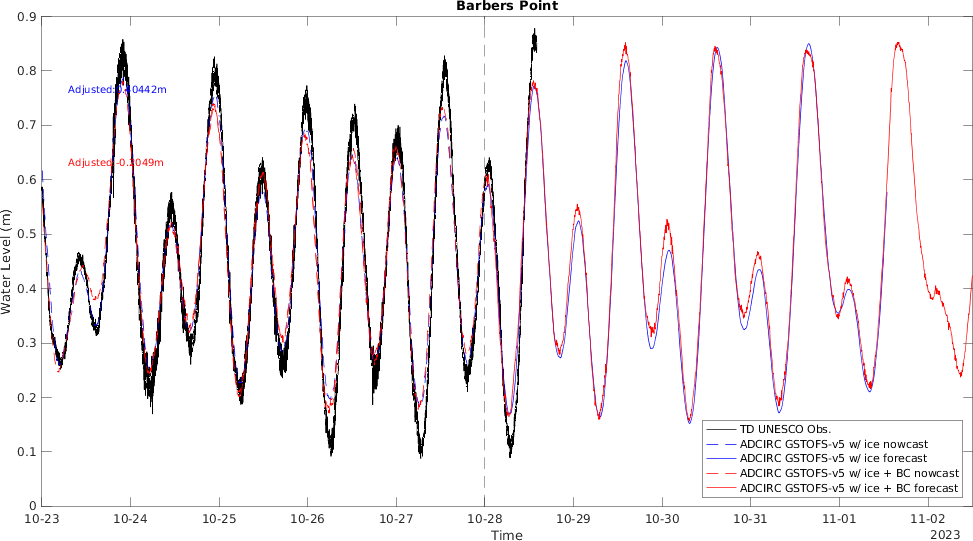 Barbers Point
0.9
0.8
0.7
0.6
0.5
0.4
0.3
0.2
0.1
0
Water Level (m)
Adjusted:
Adjusted:
10-23
10-24
10-25
10-26
10-27
10-28
10-29
10-30
10-31
11-01
11-02
Time
2023
TD UNESCO Obs.
ADCIRC GSTOFS-v5 w/ ice nowcast
ADCIRC GSTOFS-v5 w/ ice forecast
ADCIRC GSTOFS-v5 w/ ice + BC nowcast
ADCIRC GSTOFS-v5 w/ ice + BC forecast